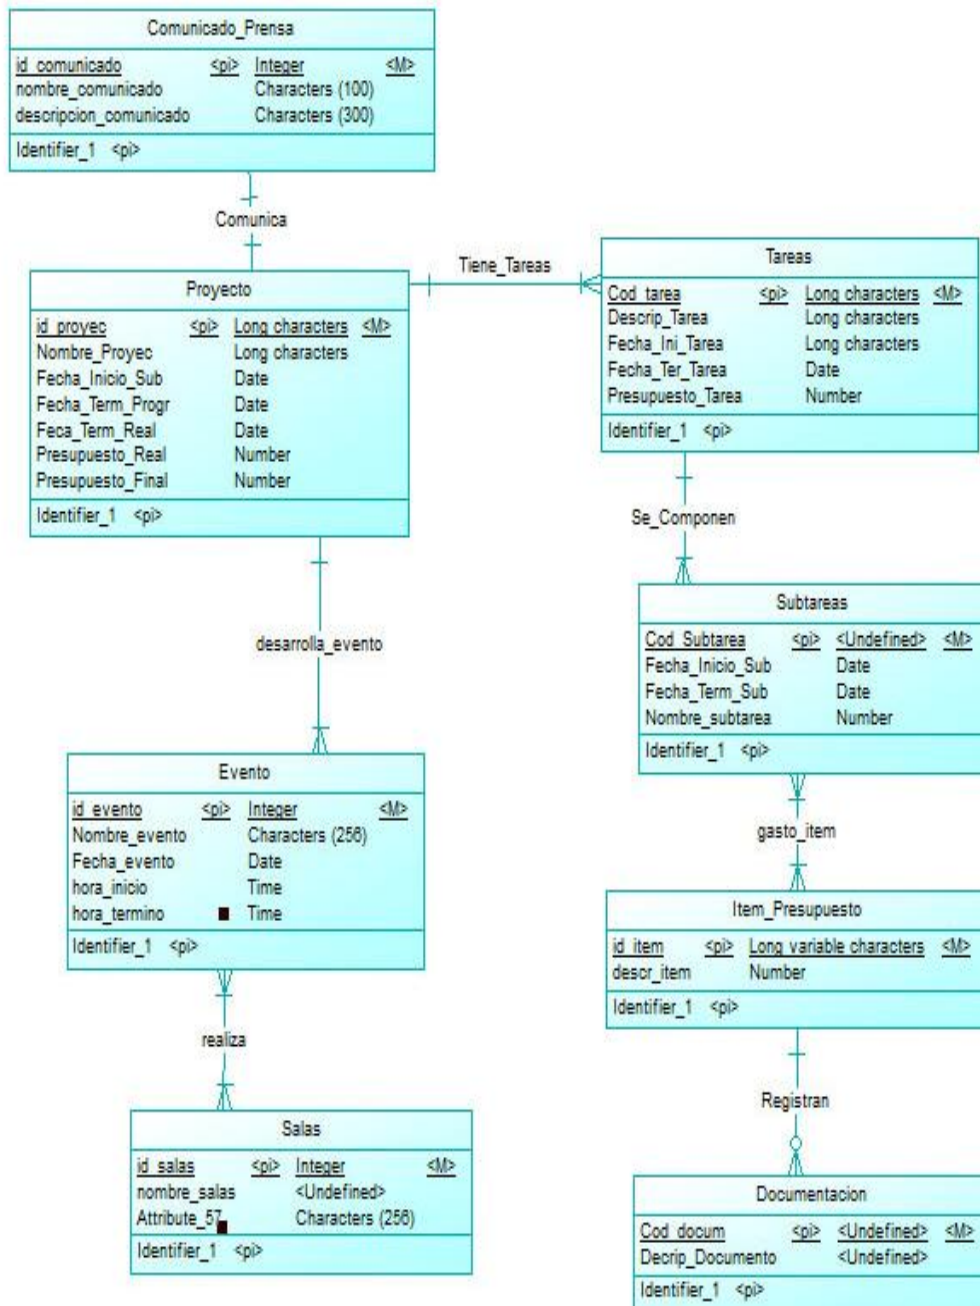 Comunicado_Prensa
id_comunicado <pi> Integer <M>
nombre_comunicado Characters (100)
descripcion_comunicado Characters (300)
Identifier_1 <pi>
Comunica
Proyecto
id_proyec <pi> Long characters <M>
Nombre_Proyec Long characters
Fecha_Inicio_Sub Date
Fecha_Term_Progr Date
Feca_Term_Real Date
Presupuesto_Real Number
Presupuesto_Final Number
Identifier_1 <pi>
Tiene_Tareas
Tareas
Cod_tarea <pi> Long characters <M>
Descrip_Tarea Long characters
Fecha_Ini_Tarea Long characters
Fecha_Ter_Tarea Date
Presupuesto_Tarea Number
Identifier_1 <pi>
Se_Componen
Subtareas
Cod_Subtarea <pi> <Undefined> <M>
Fecha_Inicio_Sub Date
Fecha_Term_Sub Date
Nombre_subtarea Number
Identifier_1 <pi>
desarrolla_evento
Evento
id_evento <pi> Integer <M>
Nombre_evento Characters (256)
Fecha_evento Date
hora_inicio Time
hora_termino Time
Identifier_1 <pi>
gasto_item
Item_Presupuesto
id_item <pi> Long variable characters <M>
descr_item Number
Identifier_1 <pi>
realiza
Salas
id_salas <pi> Integer <M>
nombre_salas <Undefined>
Attribute_57 Characters (256)
Identifier_1 <pi>
Registran
Documentacion
Cod_docum <pi> <Undefined> <M>
Decrip_Documento <Undefined>
Identifier_1 <pi>